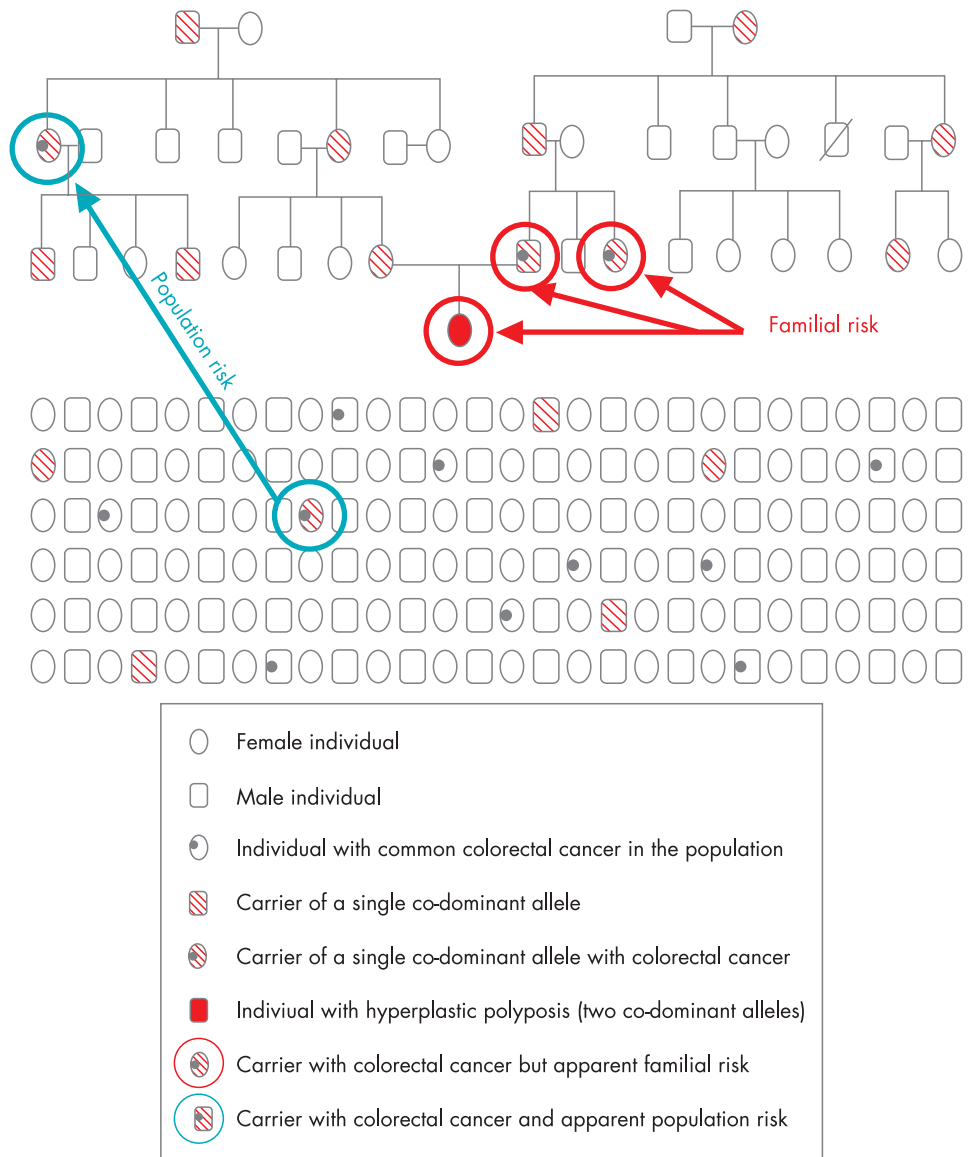 Population risk
Familial risk
Female individual
Male individual
Individual with common colorectal cancer in the population
Carrier of a single co-dominant allele
Carrier of a single co-dominant allele with colorectal cancer
Indiviual with hyperplastic polyposis (two co-dominant alleles)
Carrier with colorectal cancer but apparent familial risk
Carrier with colorectal cancer and apparent population risk